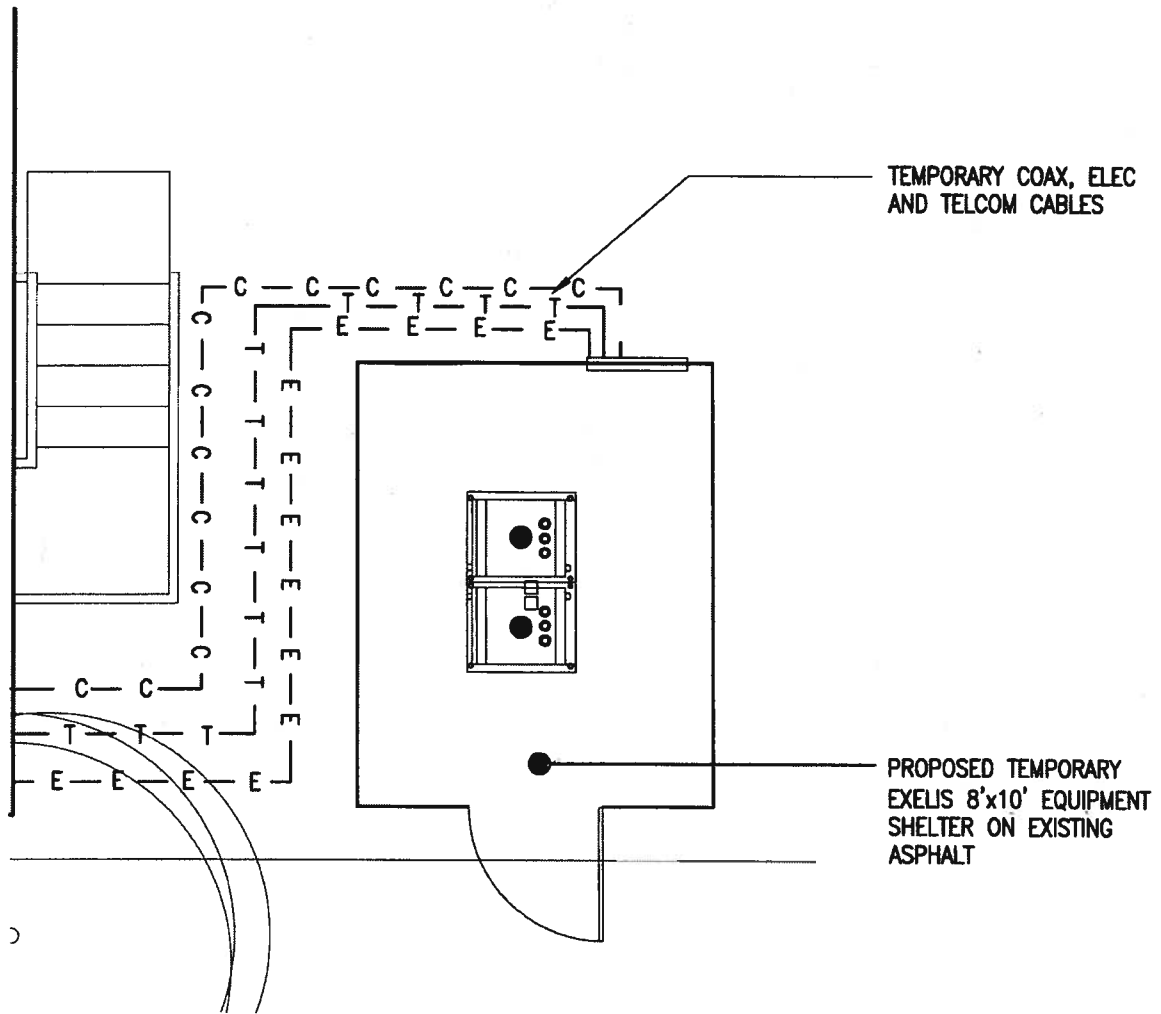 TEMPORARY COAX, ELEC
AND TELCOM CABLES
C C C C C C
T T T T
E E E E
C
C
C
C
C
C
T
T
T
T
T
T
E
E
E
E
E
E
C C
T T T
E E E E
PROPOSED TEMPORARY
EXELIS 8'x10' EQUIPMENT
SHELTER ON EXISTING
ASPHALT